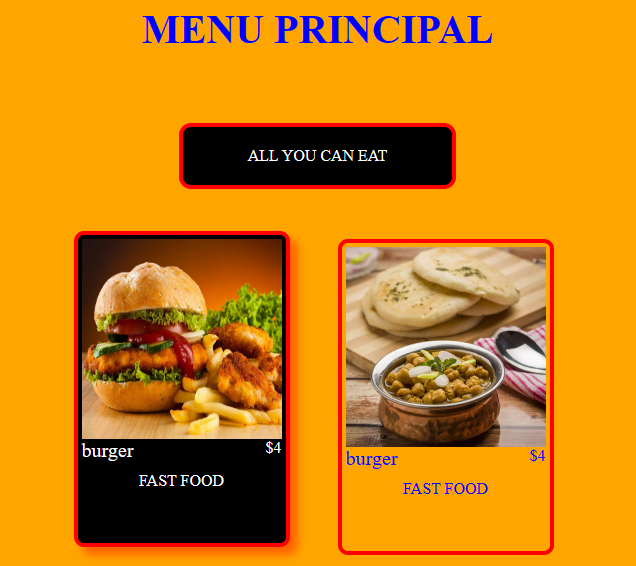 MENU PRINCIPAL
ALL YOU CAN EAT
burger $4
FAST FOOD
burger $4
FAST FOOD